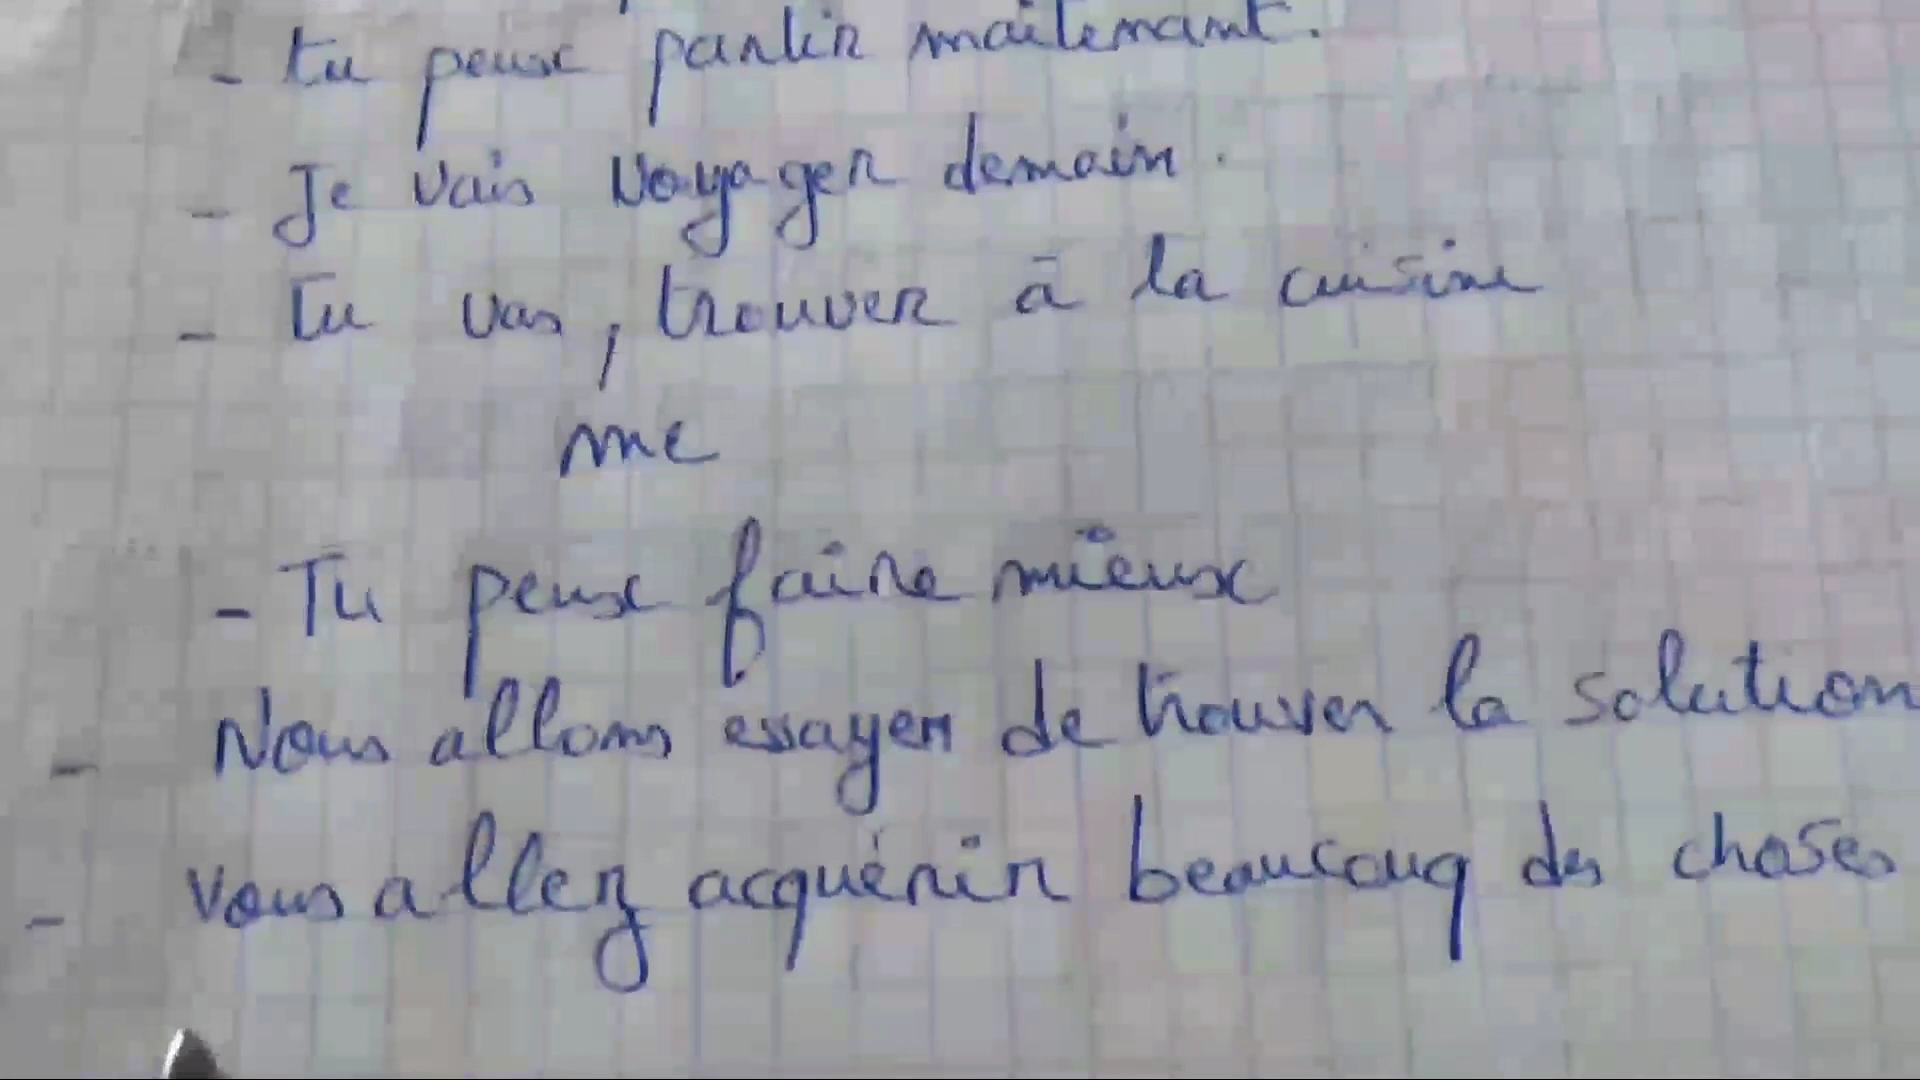 - tu peux partir maitemant.
- Je vais voyager demain.
- Tu vas, trouver à la cuisine
me
- Tu peux faire mieux
- Nous allons essayer de trouver la solution
- Vous allez acquérir beaucoup des choses